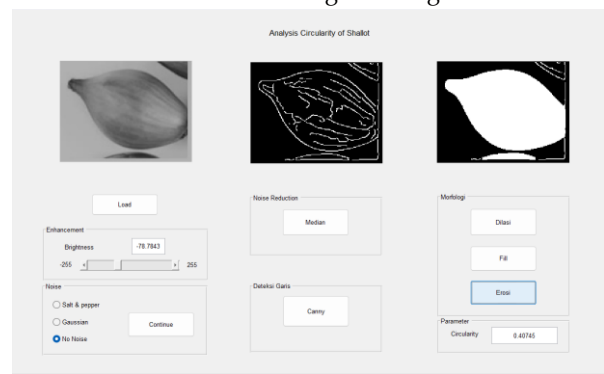 Analysis Circularity of Shallot
Load
Enhancement
Brightness
-78.7843
-255
255
Noise
Salt & pepper
Gaussian
No Noise
Continue
Noise Reduction
Median
Deteksi Garis
Canny
Morfologi
Dilasi
Fill
Erosi
Parameter
Circularity
0.40745